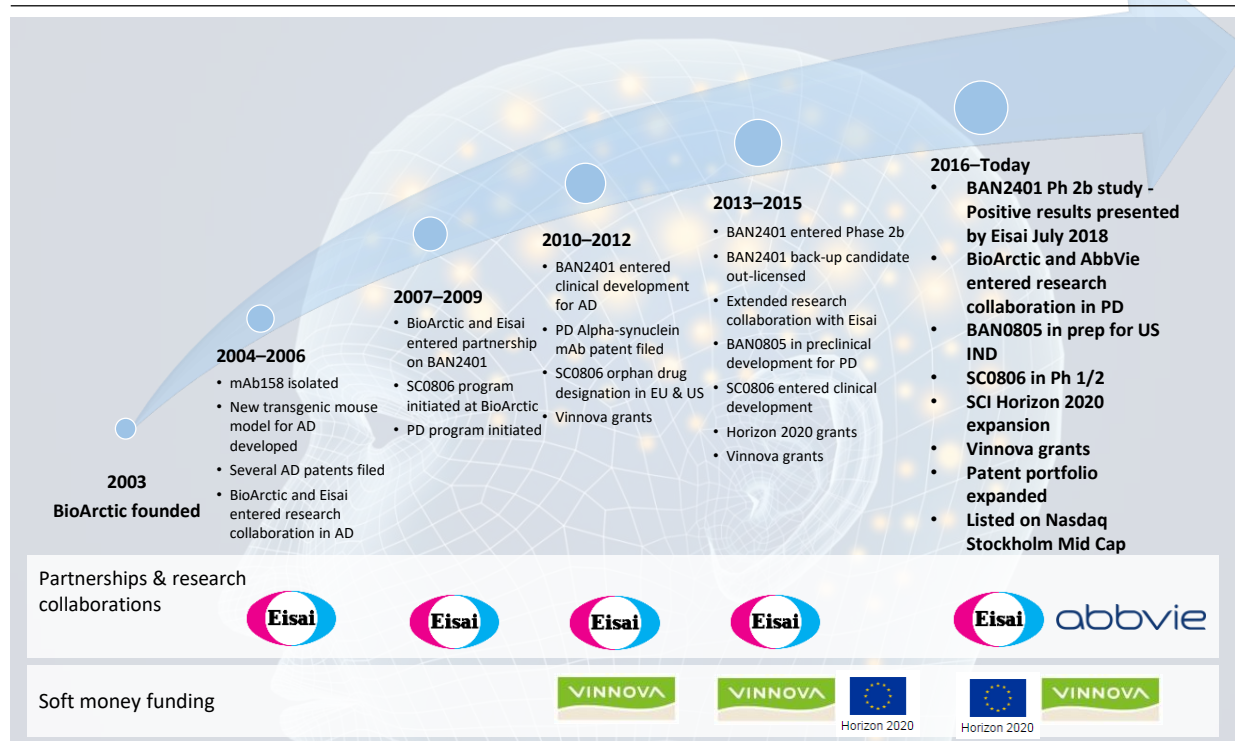 2003
BioArctic founded
2004–2006
• mAb158 isolated
• New transgenic mouse
model for AD
developed
• Several AD patents filed
• BioArctic and Eisai
entered research
collaboration in AD
2007–2009
• BioArctic and Eisai
entered partnership
on BAN2401
• SC0806 program
initiated at BioArctic
• PD program initiated
2010–2012
• BAN2401 entered
clinical development
for AD
• PD Alpha-synuclein
mAb patent filed
• SC0806 orphan drug
designation in EU & US
• Vinnova grants
2013–2015
• BAN2401 entered Phase 2b
• BAN2401 back-up candidate
out-licensed
• Extended research
collaboration with Eisai
• BAN0805 in preclinical
development for PD
• SC0806 entered clinical
development
• Horizon 2020 grants
• Vinnova grants
2016–Today
• BAN2401 Ph 2b study -
Positive results presented
by Eisai July 2018
• BioArctic and AbbVie
entered research
collaboration in PD
• BAN0805 in prep for US
IND
• SC0806 in Ph 1/2
• SCI Horizon 2020
expansion
• Vinnova grants
• Patent portfolio
expanded
• Listed on Nasdaq
Stockholm Mid Cap
Partnerships & research
collaborations
Eisai
Eisai
Eisai
Eisai
Eisai
abbvie
Soft money funding
VINNOVA
VINNOVA
Horizon 2020
Horizon 2020
VINNOVA